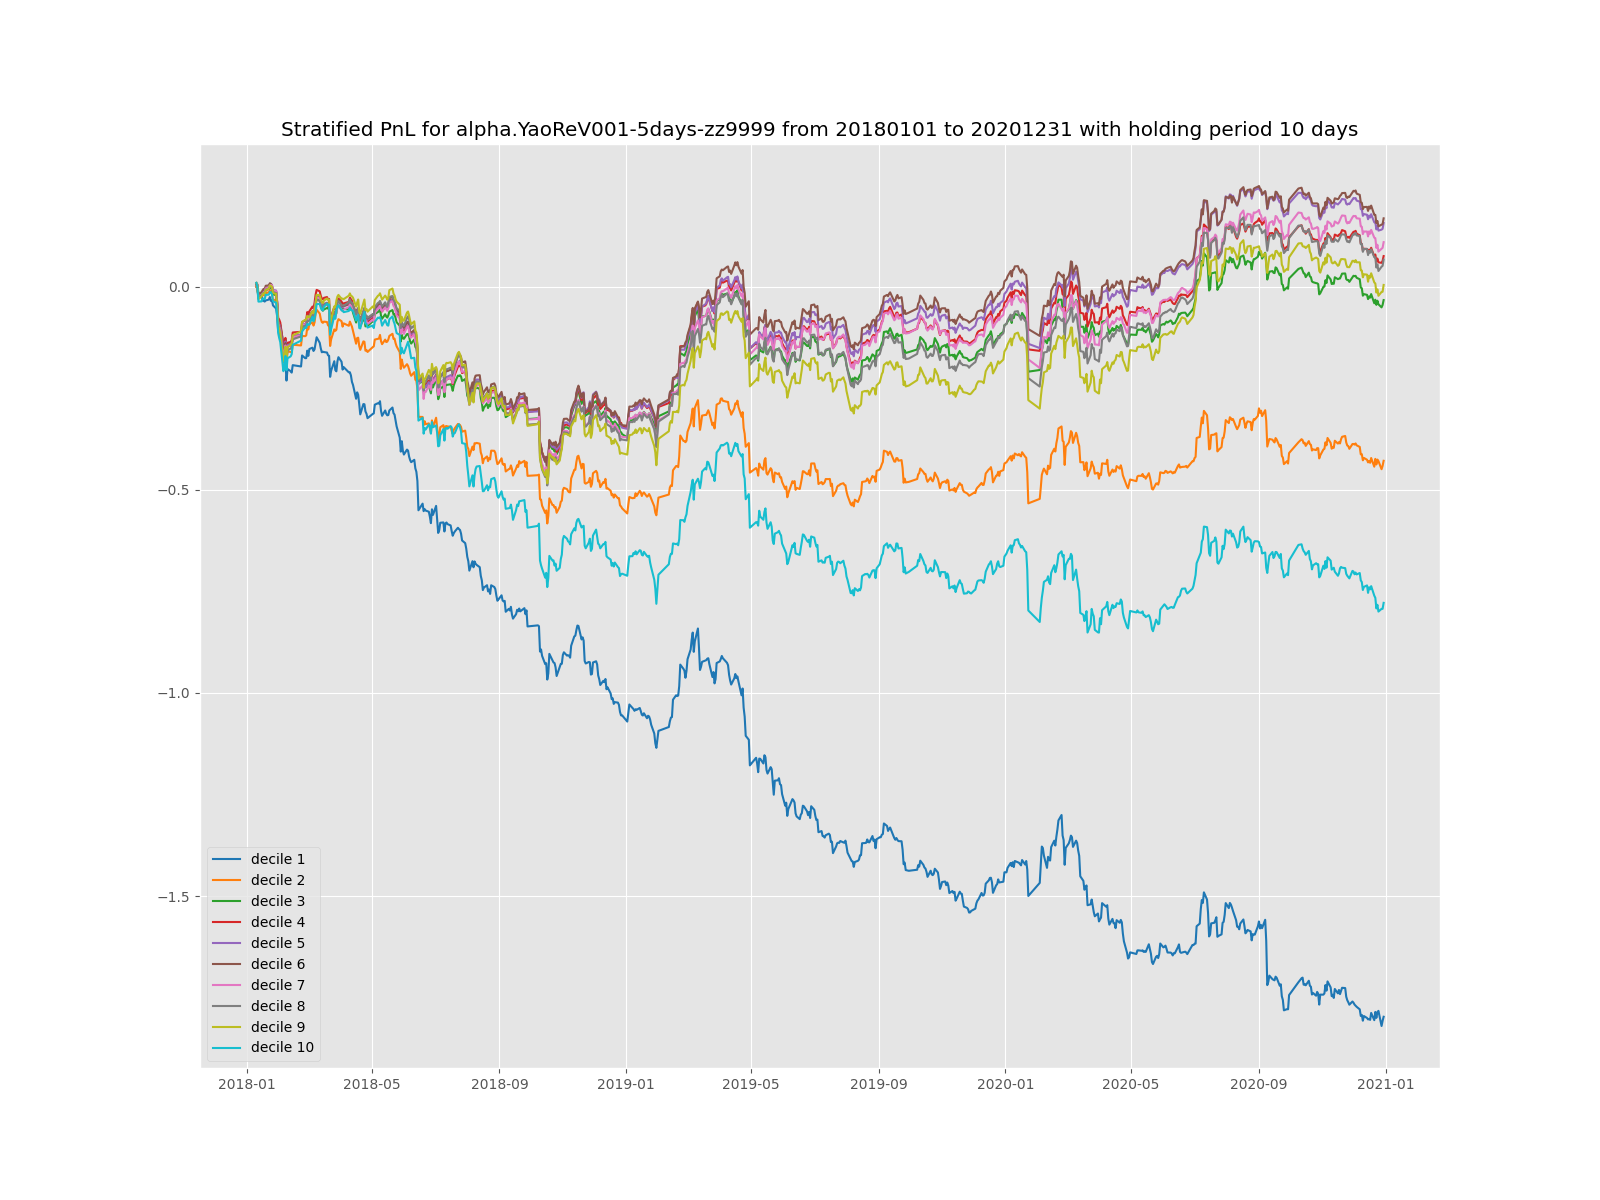 Stratified PnL for alpha.YaoReV001-5days-zz9999 from 20180101 to 20201231 with holding period 10 days
0.0
−0.5
−1.0
−1.5
decile 1
decile 2
decile 3
decile 4
decile 5
decile 6
decile 7
decile 8
decile 9
decile 10
2018-01 2018-05 2018-09 2019-01 2019-05 2019-09 2020-01 2020-05 2020-09 2021-01